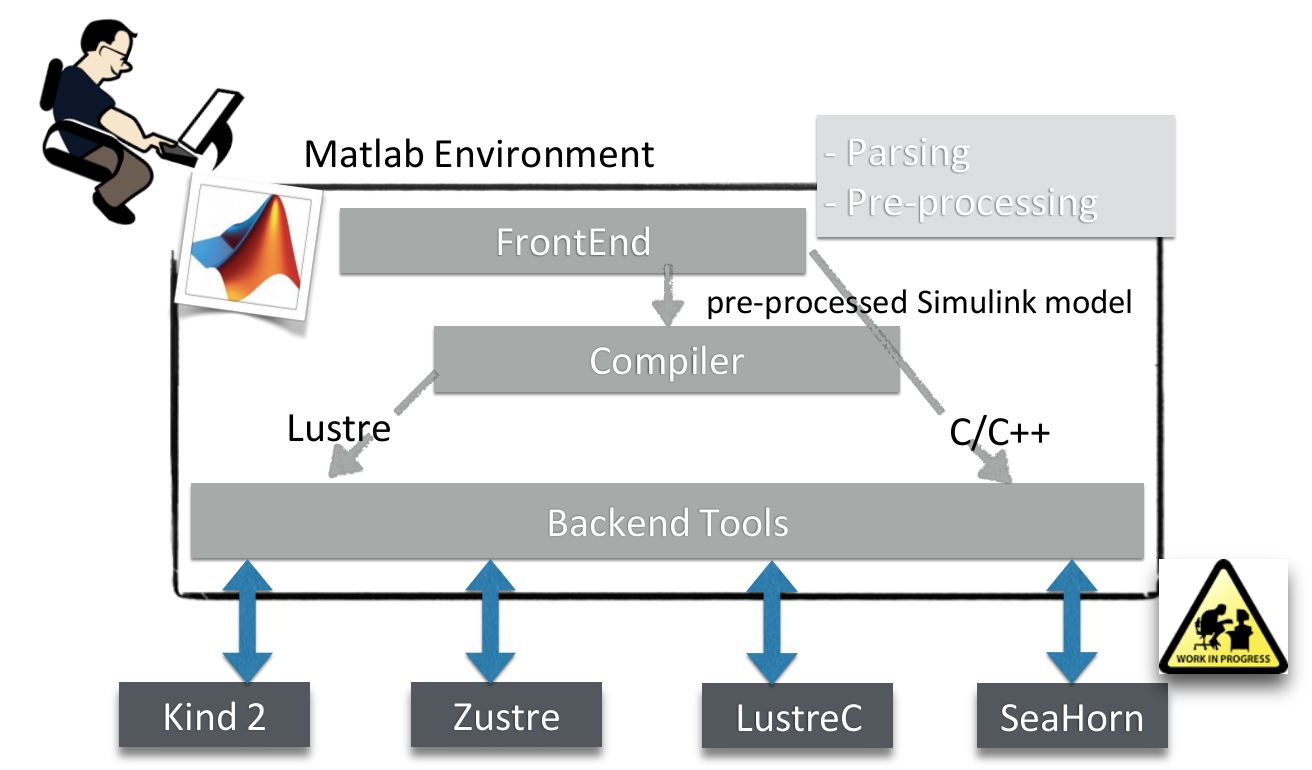 Matlab Environment
- Parsing
- Pre-processing
FrontEnd
pre-processed Simulink model
Compiler
Lustre
C/C++
Backend Tools
WORK IN PROGRESS
Kind 2
Zustre
LustreC
SeaHorn